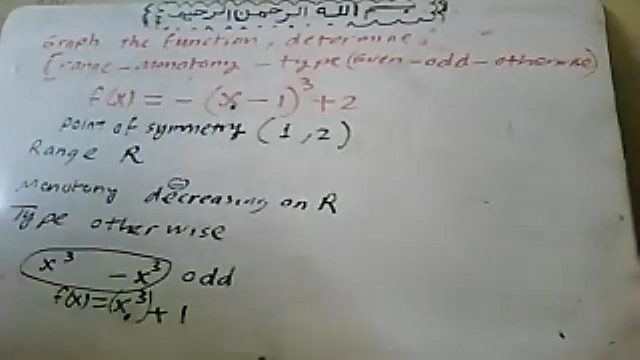 بسم الله الرحمن الرحيم
Graph the function, determine,
[range - Monotony - type (Even - odd - otherwise)
f(x) = - (x - 1)³ + 2
point of symmetry (1, 2)
Range R
Monotony decreasing on R
Type otherwise
x³ - x³ odd
f(x) = (x³) + 1